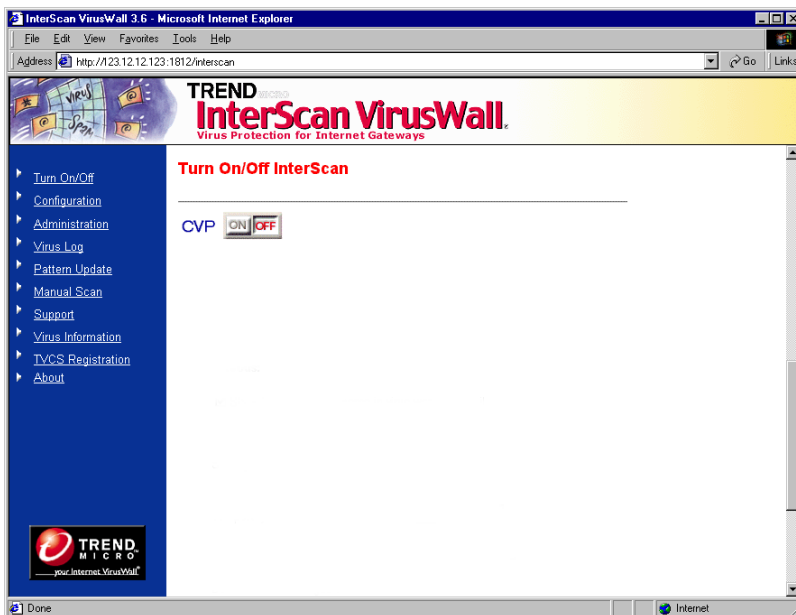 InterScan VirusWall 3.6 - Microsoft Internet Explorer
File Edit View Favorites Tools Help
Address http://123.12.12.123:1812/interscan Go Links
VIRUS
SPAM
TREND MICRO
InterScan VirusWall
Virus Protection for Internet Gateways
Turn On/Off InterScan
CVP ON OFF
Turn On/Off
Configuration
Administration
Virus Log
Pattern Update
Manual Scan
Support
Virus Information
TVCS Registration
About
TREND
MICRO
your Internet VirusWall
Done Internet